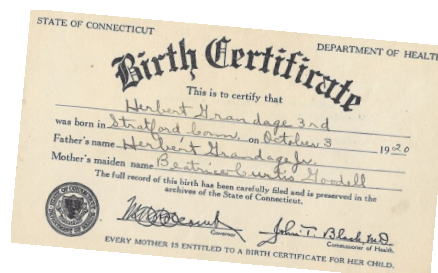 STATE OF CONNECTICUT
DEPARTMENT OF HEALTH
Birth Certificate
This is to certify that
Herbert Grandage 3rd
was born in Stratford Conn. on October 3 1920
Father's name Herbert Grandage Jr.
Mother's maiden name Beatrice Curtis Goodell
The full record of this birth has been carefully filed and is preserved in the
archives of the State of Connecticut.
John T. Black, M.D.
Governor
Commissioner of Health.
EVERY MOTHER IS ENTITLED TO A BIRTH CERTIFICATE FOR HER CHILD.